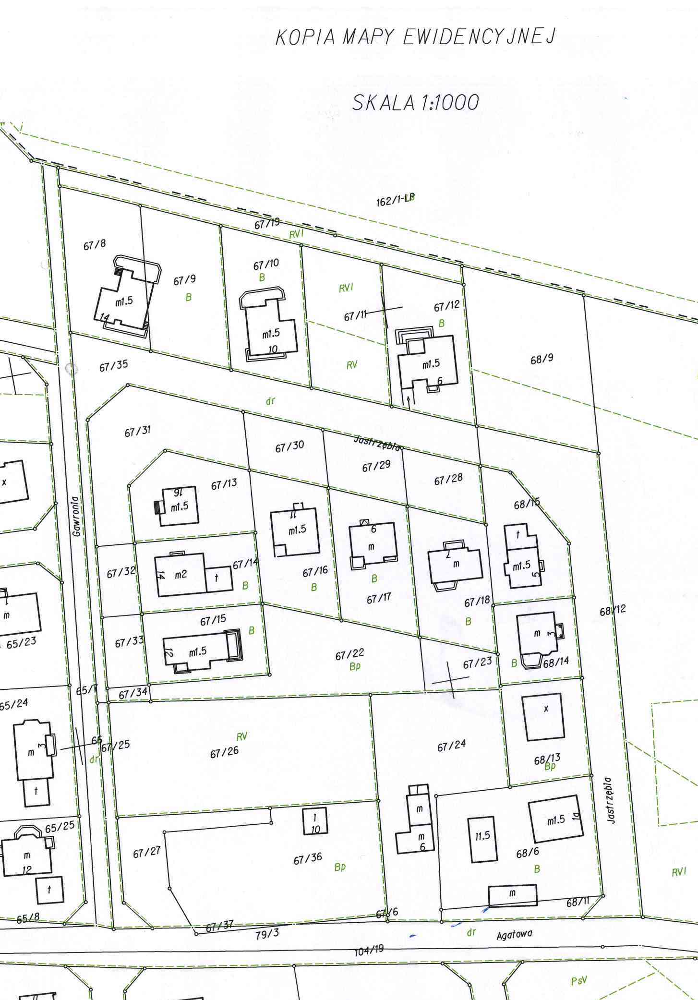 KOPIA MAPY EWIDENCYJNEJ
SKALA 1:1000
162/1-Ls
67/19
RVI
67/8
67/9
B
67/10
B
RVI
67/11
RV
67/12
B
68/9
m1.5
14
m1.5
10
m1.5
6
67/35
dr
67/31
67/30
Jastrzębia
67/29
67/28
68/15
x
67/13
16
m1.5
11
m1.5
6
m
7
m
t
m1.5
5
Gawronia
67/32
14
m2
t
67/14
B
67/16
B
B
67/17
67/18
B
1
m
65/23
67/15
B
67/33
12
m1.5
67/22
Bp
67/23
m
3
B
68/14
68/12
65/7
67/34
65/24
m
3
t
66
67/25
dr
RV
67/26
67/24
x
68/13
Bp
Jastrzębia
65/25
m
12
t
67/27
1
10
67/36
Bp
1
m
m
6
11.5
m1.5
1a
68/6
B
m
68/11
RVI
65/8
67/37
67/6
79/3
dr
Agatowa
104/19
PsV